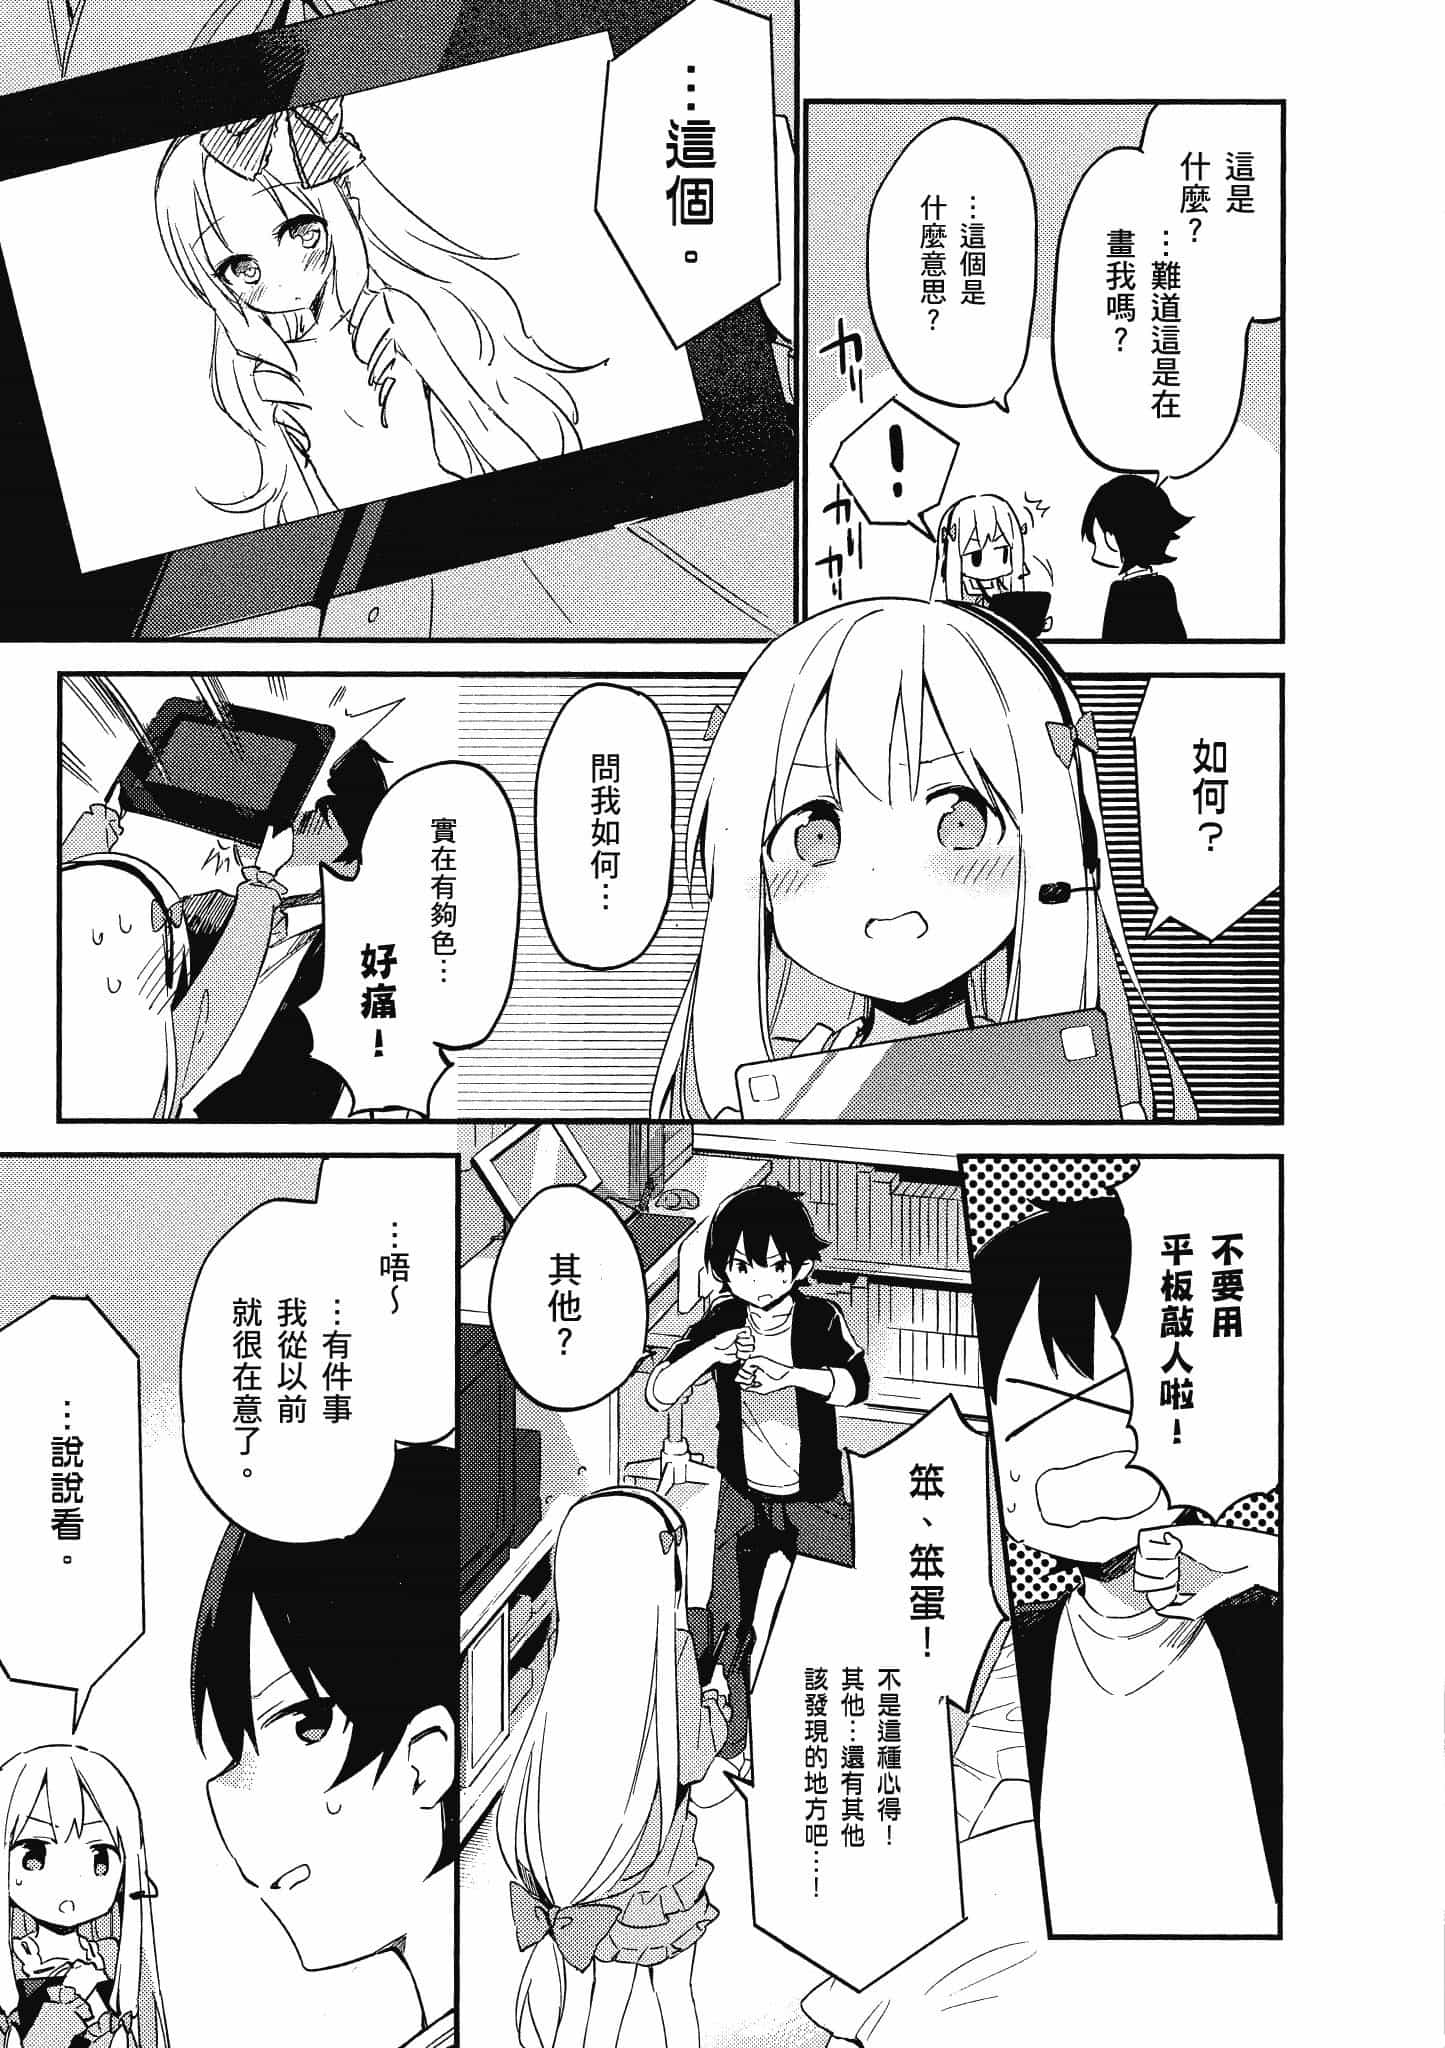 …這個。
這是
什麼?
…難道這是在
畫我嗎?
…這個是
什麼意思?
!
カリ
カリカリ
如何?
問我如何…
實在有夠色…
好痛!
不要用
平板敲人啦!
笨、笨蛋!
不是這種心得!
其他…還有其他
該發現的地方吧…!
其他?
…唔~
…有件事
我從以前
就很在意了。
…說說看。